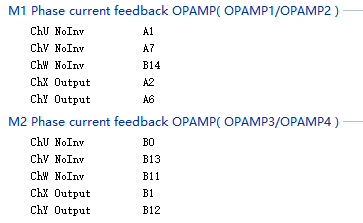 M1 Phase current feedback OPAMP( OPAMP1/OPAMP2 )
ChU NoInv A1
ChV NoInv A7
ChW NoInv B14
ChX Output A2
ChY Output A6
M2 Phase current feedback OPAMP( OPAMP3/OPAMP4 )
ChU NoInv B0
ChV NoInv B13
ChW NoInv B11
ChX Output B1
ChY Output B12